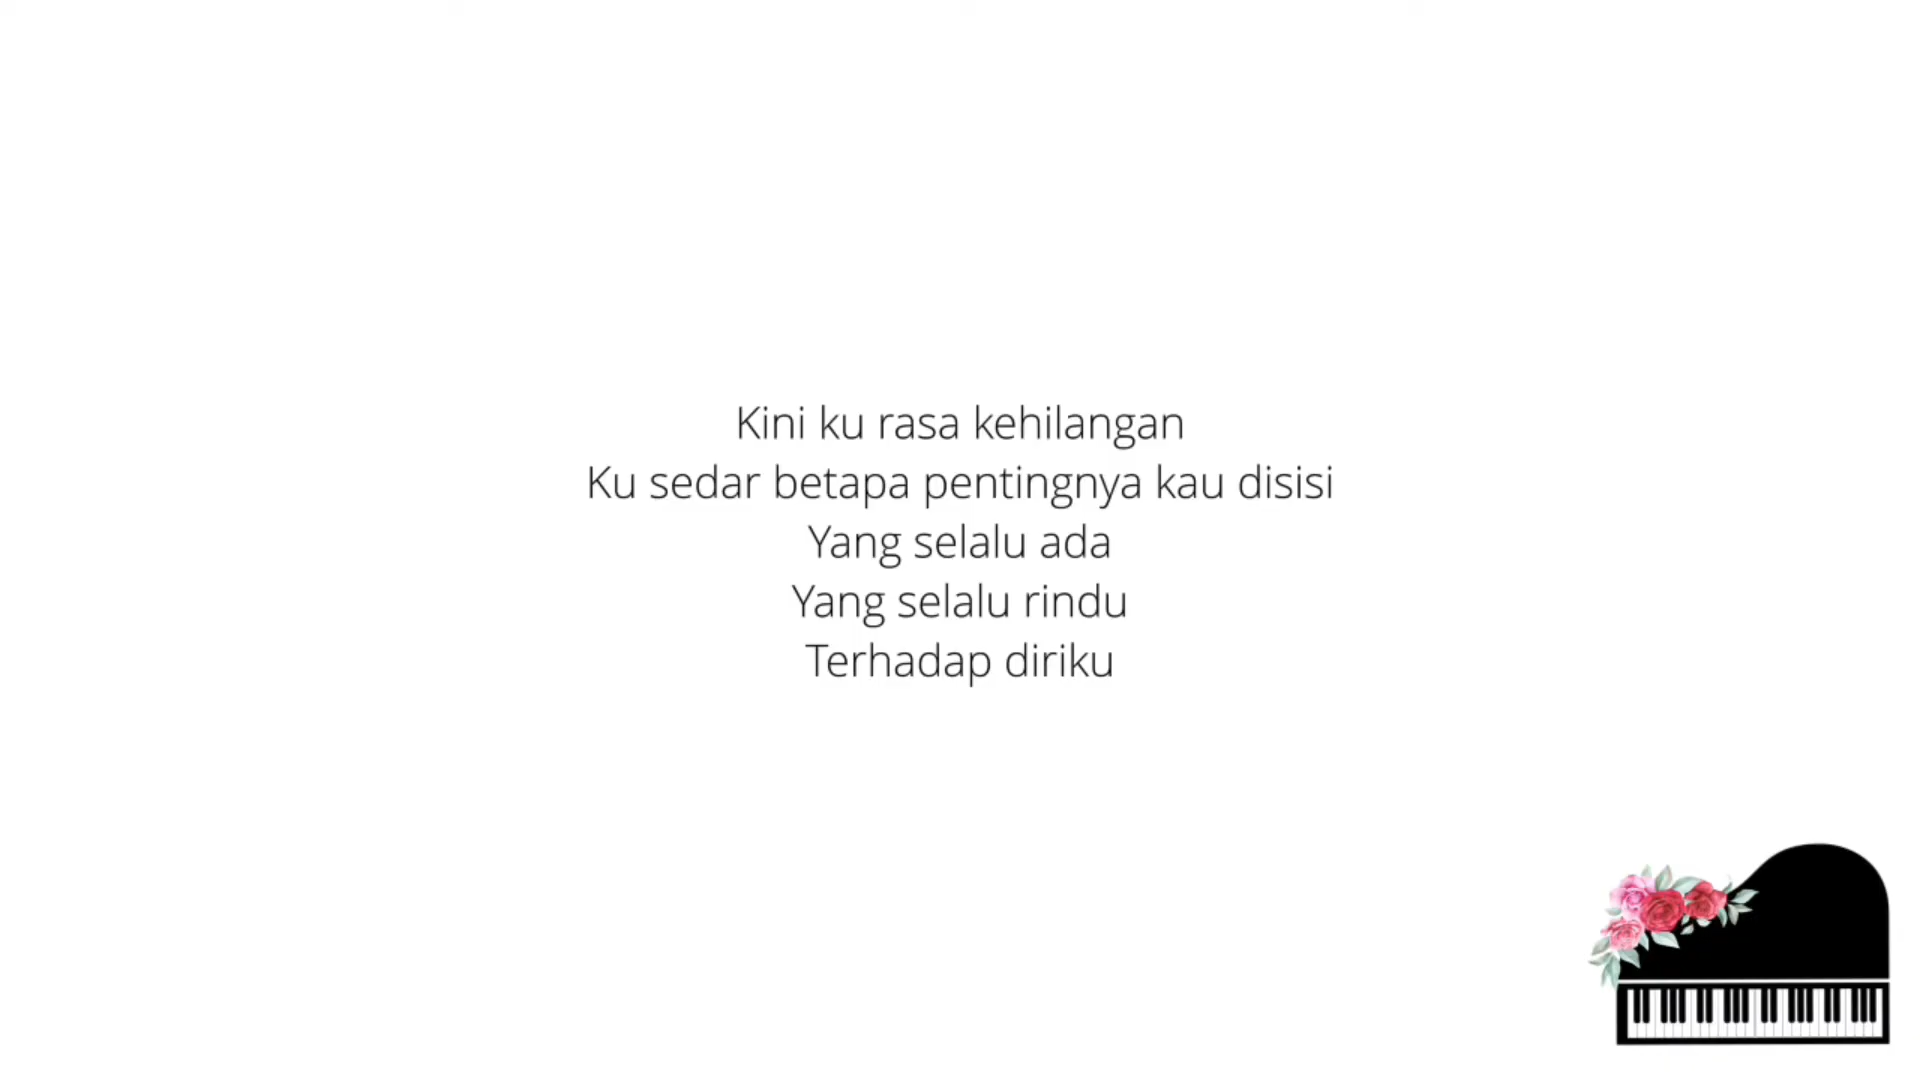 Kini ku rasa kehilangan
Ku sedar betapa pentingnya kau disisi
Yang selalu ada
Yang selalu rindu
Terhadap diriku